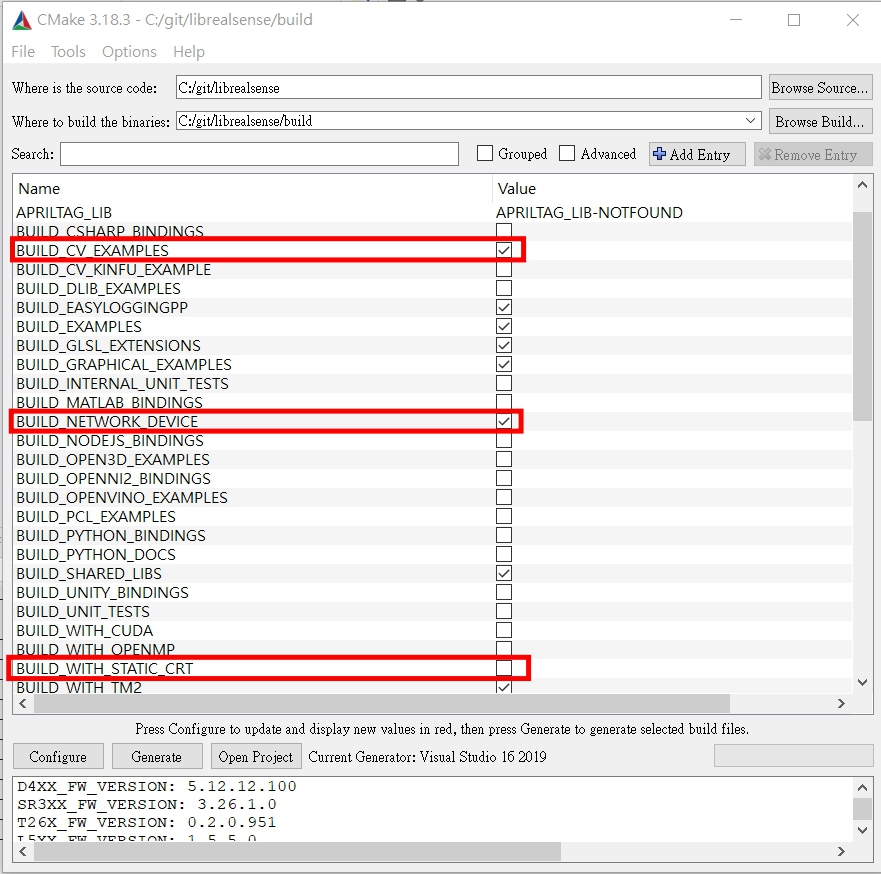 CMake 3.18.3 - C:/git/librealsense/build
File Tools Options Help
Where is the source code: C:/git/librealsense Browse Source...
Where to build the binaries: C:/git/librealsense/build Browse Build...
Search: Grouped Advanced Add Entry Remove Entry
Name Value
APRILTAG_LIB APRILTAG_LIB-NOTFOUND
BUILD_CSHARP_BINDINGS
BUILD_CV_EXAMPLES
BUILD_CV_KINFU_EXAMPLE
BUILD_DLIB_EXAMPLES
BUILD_EASYLOGGINGPP
BUILD_EXAMPLES
BUILD_GLSL_EXTENSIONS
BUILD_GRAPHICAL_EXAMPLES
BUILD_INTERNAL_UNIT_TESTS
BUILD_MATLAB_BINDINGS
BUILD_NETWORK_DEVICE
BUILD_NODEJS_BINDINGS
BUILD_OPEN3D_EXAMPLES
BUILD_OPENNI2_BINDINGS
BUILD_OPENVINO_EXAMPLES
BUILD_PCL_EXAMPLES
BUILD_PYTHON_BINDINGS
BUILD_PYTHON_DOCS
BUILD_SHARED_LIBS
BUILD_UNITY_BINDINGS
BUILD_UNIT_TESTS
BUILD_WITH_CUDA
BUILD_WITH_OPENMP
BUILD_WITH_STATIC_CRT
BUILD_WITH_TM2
Press Configure to update and display new values in red, then press Generate to generate selected build files.
Configure Generate Open Project Current Generator: Visual Studio 16 2019
D4XX_FW_VERSION: 5.12.12.100
SR3XX_FW_VERSION: 3.26.1.0
T26X_FW_VERSION: 0.2.0.951
L5XX_FW_VERSION: 1.5.5.0